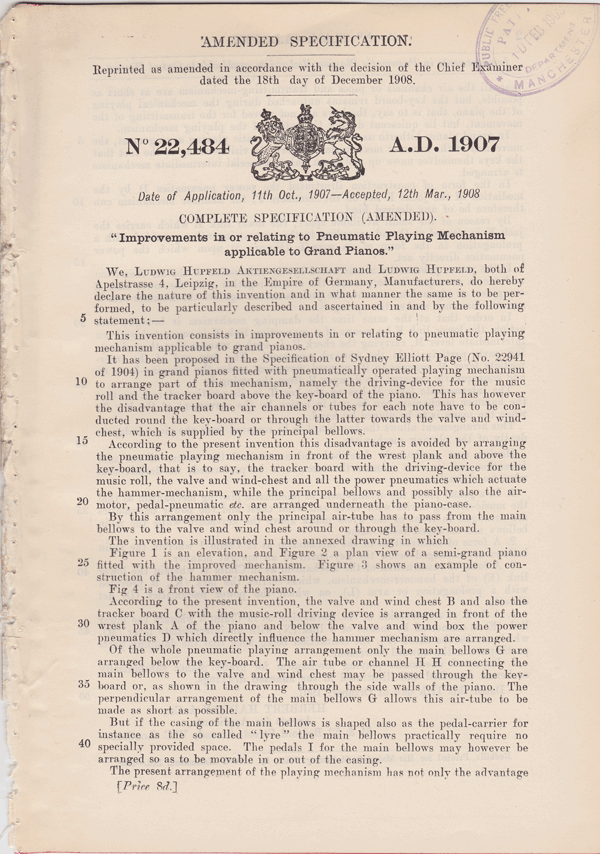 AMENDED SPECIFICATION.
PUBLIC FREE
PAT
10 FEB
DEPARTMENT
MANCHESTER
Reprinted as amended in accordance with the decision of the Chief Examiner
dated the 18th day of December 1908.
No 22,484
A.D. 1907
Date of Application, 11th Oct., 1907—Accepted, 12th Mar., 1908
COMPLETE SPECIFICATION (AMENDED).
"Improvements in or relating to Pneumatic Playing Mechanism
applicable to Grand Pianos."
We, LUDWIG HUPFELD AKTIENGESELLSCHAFT and LUDWIG HUPFELD, both of
Apelstrasse 4, Leipzig, in the Empire of Germany, Manufacturers, do hereby
declare the nature of this invention and in what manner the same is to be per-
formed, to be particularly described and ascertained in and by the following
5 statement;—
This invention consists in improvements in or relating to pneumatic playing
mechanism applicable to grand pianos.
It has been proposed in the Specification of Sydney Elliott Page (No. 22941
of 1904) in grand pianos fitted with pneumatically operated playing mechanism
10 to arrange part of this mechanism, namely the driving-device for the music
roll and the tracker board above the key-board of the piano. This has however
the disadvantage that the air channels or tubes for each note have to be con-
ducted round the key-board or through the latter towards the valve and wind-
chest, which is supplied by the principal bellows.
15 According to the present invention this disadvantage is avoided by arranging
the pneumatic playing mechanism in front of the wrest plank and above the
key-board, that is to say, the tracker board with the driving-device for the
music roll, the valve and wind-chest and all the power pneumatics which actuate
the hammer-mechanism, while the principal bellows and possibly also the air-
20 motor, pedal-pneumatic etc. are arranged underneath the piano-case.
By this arrangement only the principal air-tube has to pass from the main
bellows to the valve and wind chest around or through the key-board.
The invention is illustrated in the annexed drawing in which
Figure 1 is an elevation, and Figure 2 a plan view of a semi-grand piano
25 fitted with the improved mechanism. Figure 3 shows an example of con-
struction of the hammer mechanism.
Fig 4 is a front view of the piano.
According to the present invention, the valve and wind chest B and also the
tracker board C with the music-roll driving device is arranged in front of the
30 wrest plank A of the piano and below the valve and wind box the power
pneumatics D which directly influence the hammer mechanism are arranged.
Of the whole pneumatic playing arrangement only the main bellows G are
arranged below the key-board. The air tube or channel H H connecting the
main bellows to the valve and wind chest may be passed through the key-
35 board or, as shown in the drawing through the side walls of the piano. The
perpendicular arrangement of the main bellows G allows this air-tube to be
made as short as possible.
But if the casing of the main bellows is shaped also as the pedal-carrier for
instance as the so called "lyre" the main bellows practically require no
40 specially provided space. The pedals I for the main bellows may however be
arranged so as to be movable in or out of the casing.
The present arrangement of the playing mechanism has not only the advantage
[Price 8d.]